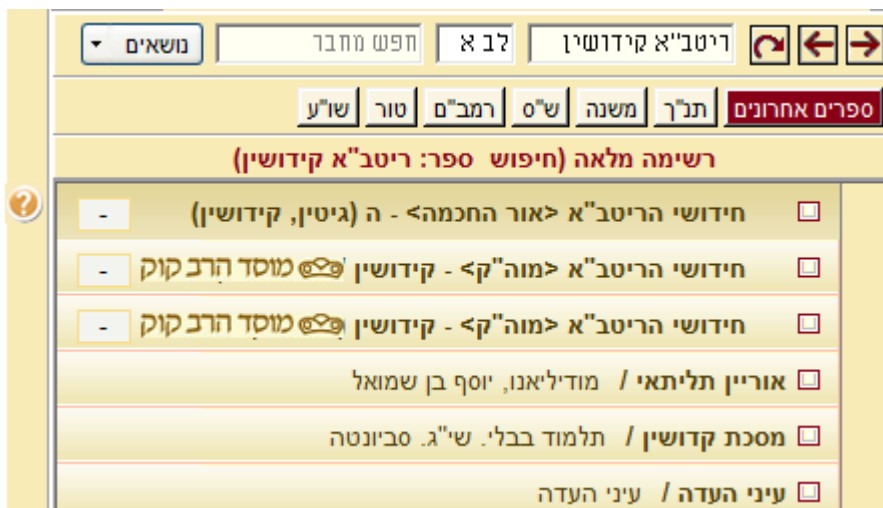 ריטב"א קידושין לב א חפש מחבר נושאים
ספרים אחרונים תנ"ך משנה ש"ס רמב"ם טור שו"ע
רשימה מלאה (חיפוש ספר: ריטב"א קידושין)
חידושי הריטב"א <אור החכמה> - ה (גיטין, קידושין) -
חידושי הריטב"א <מוה"ק> - קידושין מוסד הרב קוק -
חידושי הריטב"א <מוה"ק> - קידושין מוסד הרב קוק -
אוריין תליתאי / מודיליאנו, יוסף בן שמואל
מסכת קדושין / תלמוד בבלי. שי"ג. סביונטה
עיני העדה / עיני העדה